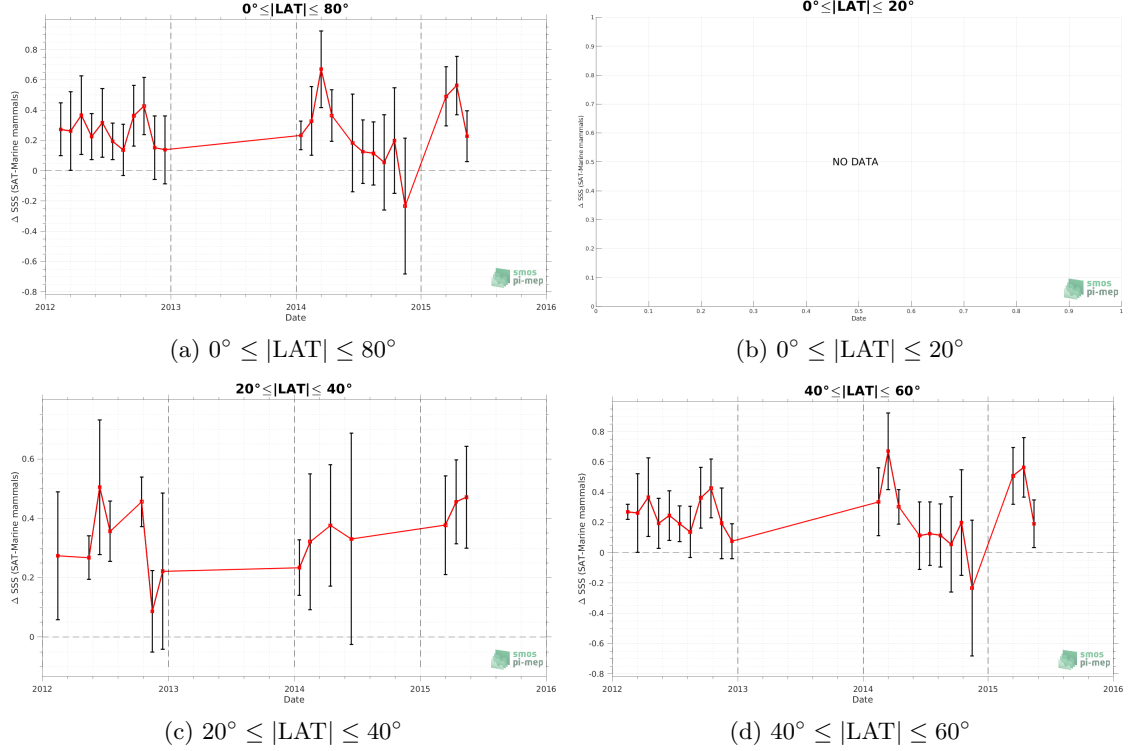 0°≤|LAT|≤ 80°
Δ SSS (SAT-Marine mammals)
0.8
0.6
0.4
0.2
0
-0.2
-0.4
-0.6
-0.8
2012
2013
2014
2015
2016
Date
smos
pi-mep
(a) 0° ≤ |LAT| ≤ 80°
0°≤|LAT|≤ 20°
Δ SSS (SAT-Marine mammals)
1
0.9
0.8
0.7
0.6
0.5
0.4
0.3
0.2
0.1
0
NO DATA
0
0.1
0.2
0.3
0.4
0.5
0.6
0.7
0.8
0.9
1
Date
smos
pi-mep
(b) 0° ≤ |LAT| ≤ 20°
20°≤|LAT|≤ 40°
Δ SSS (SAT-Marine mammals)
0.6
0.4
0.2
0
2012
2013
2014
2015
2016
Date
smos
pi-mep
(c) 20° ≤ |LAT| ≤ 40°
40°≤|LAT|≤ 60°
Δ SSS (SAT-Marine mammals)
0.8
0.6
0.4
0.2
0
-0.2
-0.4
-0.6
-0.8
2012
2013
2014
2015
2016
Date
smos
pi-mep
(d) 40° ≤ |LAT| ≤ 60°